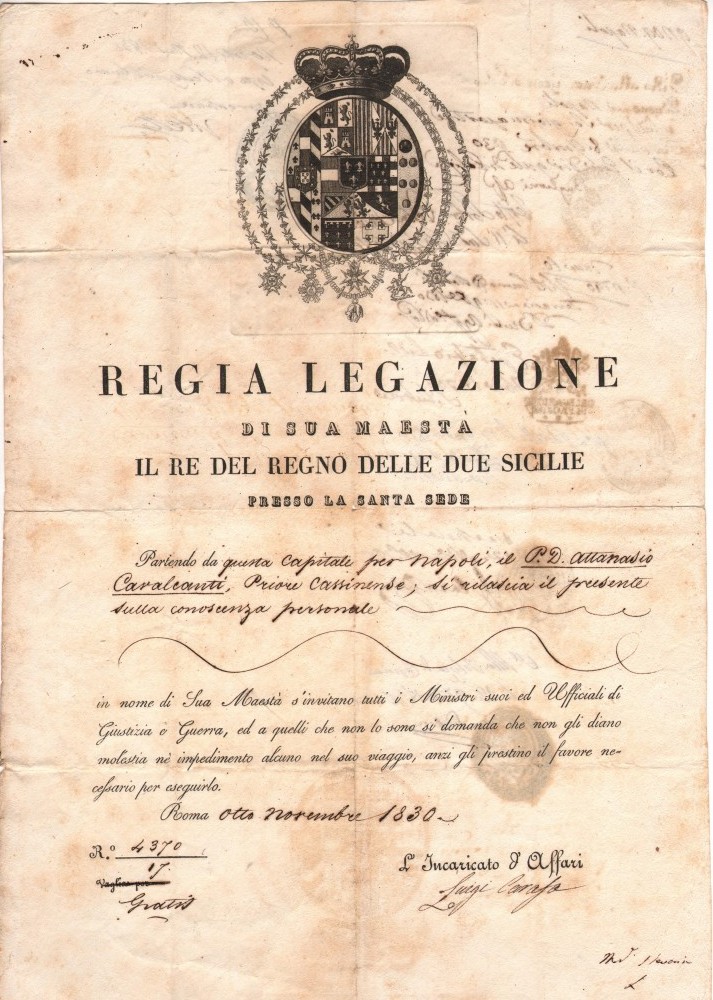 REGIA LEGAZIONE
DI SUA MAESTÀ
IL RE DEL REGNO DELLE DUE SICILIE
PRESSO LA SANTA SEDE
Partendo da questa Capitale per Napoli, il P. D. Attanasio
Cavalcanti, Priore Cassinense; si rilascia il presente
sulla conoscenza personale
in nome di Sua Maestà s'invitano tutti i Ministri suoi ed Uffiziali di
Giustizia e Guerra, ed a quelli che non lo sono si domanda che non gli diano
molestia nè impedimento alcuno nel suo viaggio, anzi gli prestino il favore ne-
cessario per eseguirlo.
Roma otto novembre 1830
R.º 4370
17.
Vaglia per
Gratis
L' Incaricato d' Affari
Luigi Carafa